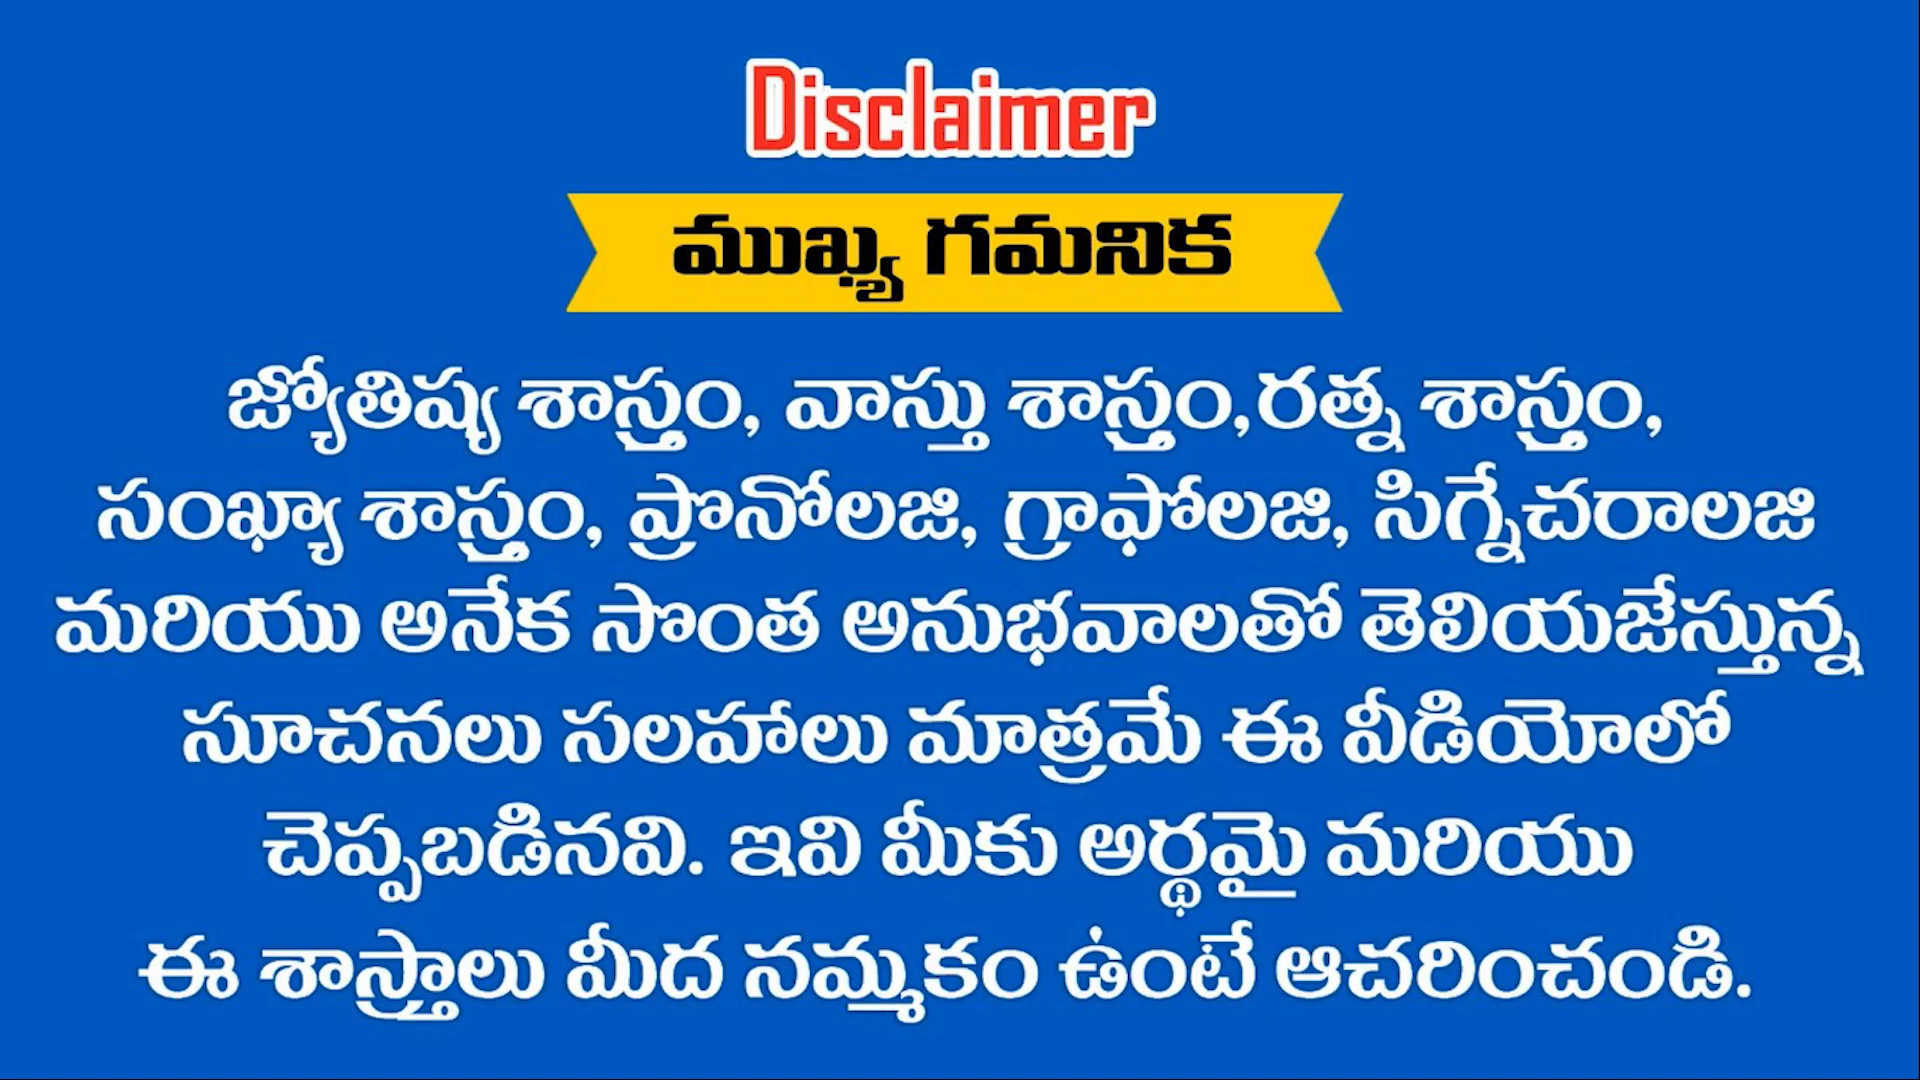 Disclaimer
ముఖ్య గమనిక
జ్యోతిష్య శాస్త్రం, వాస్తు శాస్త్రం,రత్న శాస్త్రం,
సంఖ్యా శాస్త్రం, ప్రొనోలజి, గ్రాఫోలజి, సిగ్నేచరాలజి
మరియు అనేక సొంత అనుభవాలతో తెలియజేస్తున్న
సూచనలు సలహాలు మాత్రమే ఈ వీడియోలో
చెప్పబడినవి. ఇవి మీకు అర్థమై మరియు
ఈ శాస్త్రాలు మీద నమ్మకం ఉంటే ఆచరించండి.